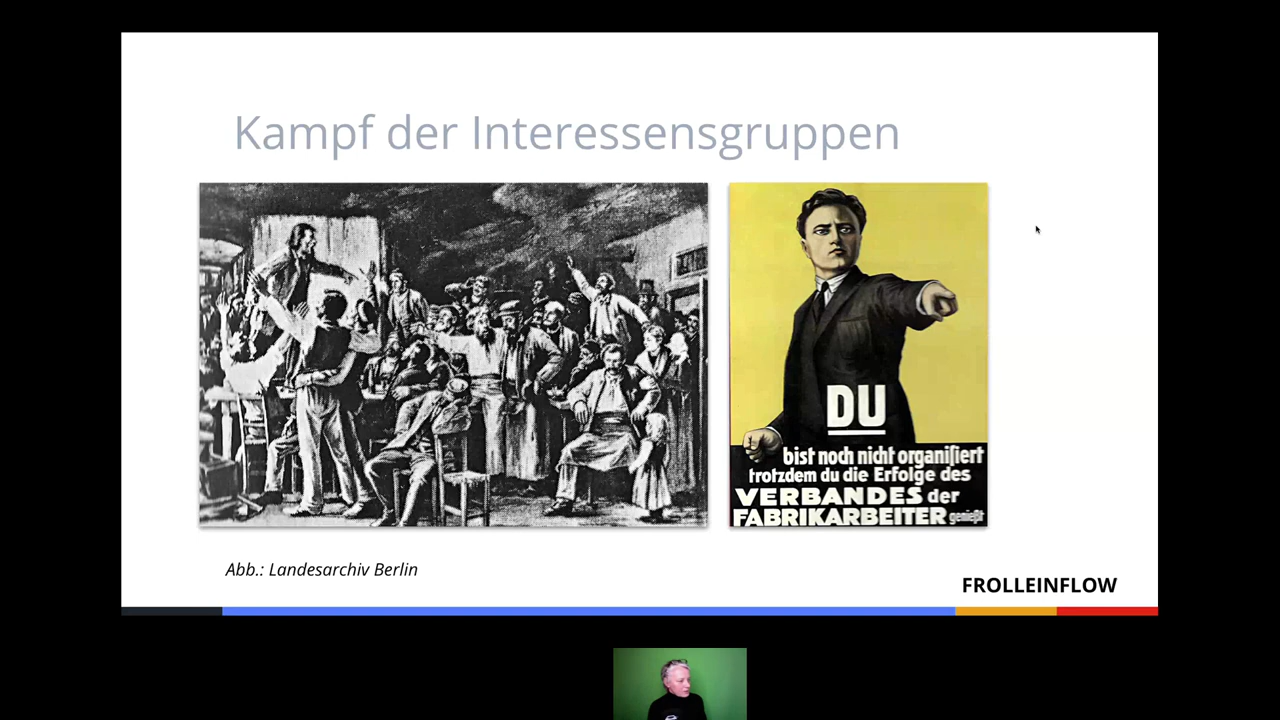 Kampf der Interessensgruppen
DU
bist noch nicht organisiert
trotzdem du die Erfolge des
VERBANDES der
FABRIKARBEITER genießt
Abb.: Landesarchiv Berlin
FROLLEINFLOW